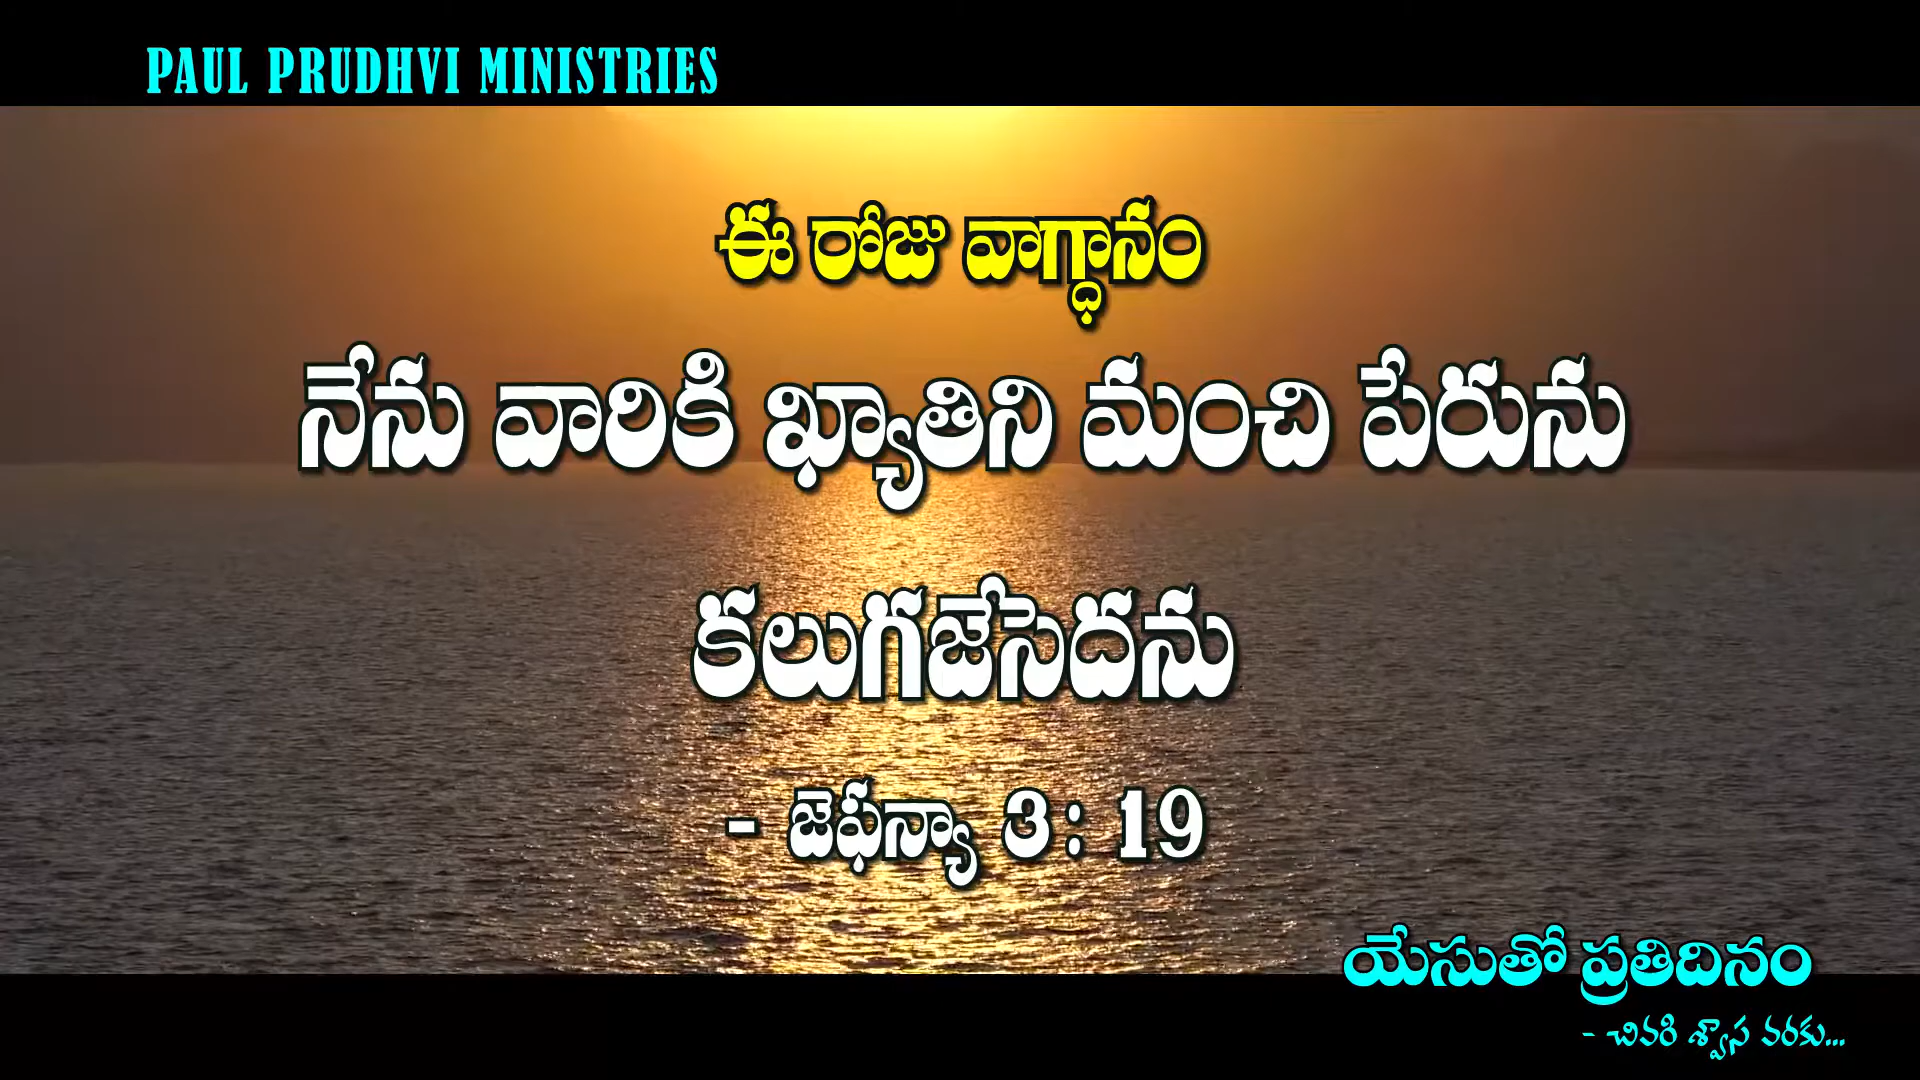 PAUL PRUDHVI MINISTRIES
ఈ రోజు వాగ్ధానం
నేను వారికి ఖ్యాతిని మంచి పేరును
కలుగజేసెదను
- జెఫన్యా 3 : 19
యేసుతో ప్రతిదినం
- చివరి శ్వాస వరకు...